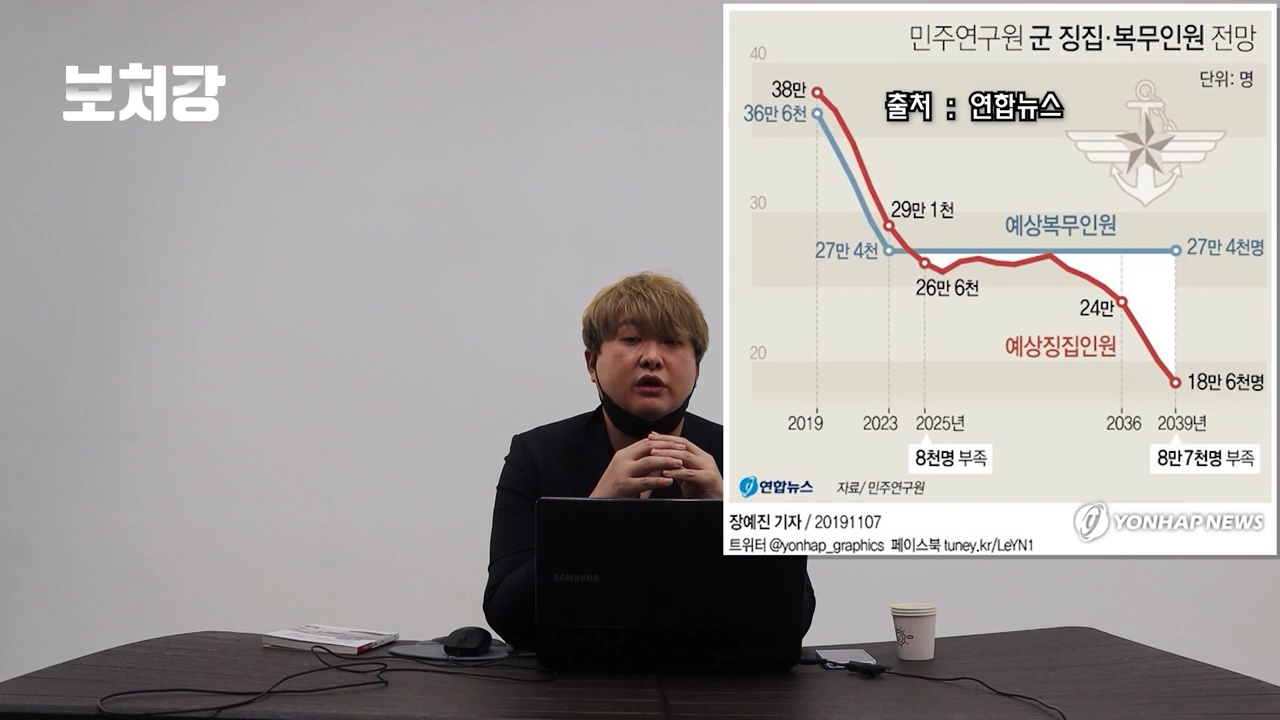 보처강
민주연구원 군 징집·복무인원 전망
단위: 명
출처 : 연합뉴스
40
38만
36만 6천
30
29만 1천
예상복무인원
27만 4천
27만 4천명
26만 6천
24만
예상징집인원
20
18만 6천명
2019
2023
2025년
2036
2039년
8천명 부족
8만 7천명 부족
연합뉴스
자료/ 민주연구원
장예진 기자 / 20191107
YONHAP NEWS
트위터 @yonhap_graphics 페이스북 tuney.kr/LeYN1
SAMSUNG